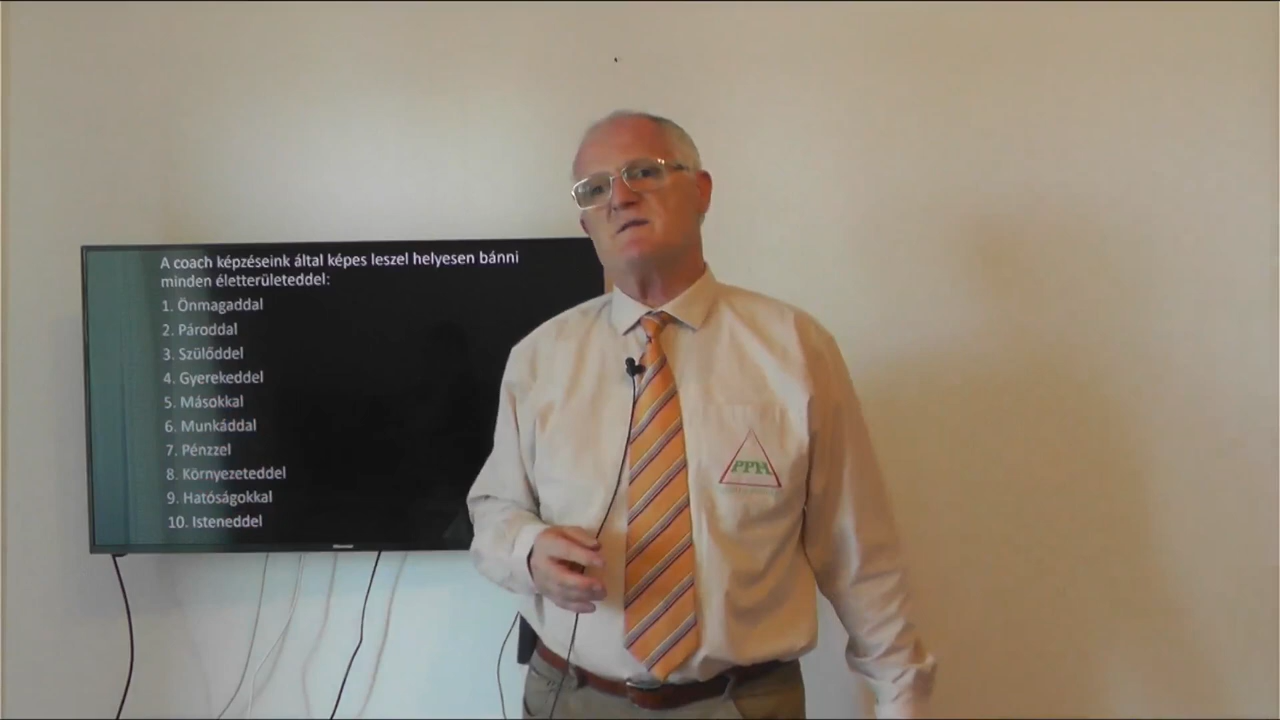 A coach képzéseink által képes leszel helyesen bánni
minden életterületeddel:
1. Önmagaddal
2. Pároddal
3. Szülőddel
4. Gyerekeddel
5. Másokkal
6. Munkáddal
7. Pénzzel
8. Környezeteddel
9. Hatóságokkal
10. Isteneddel